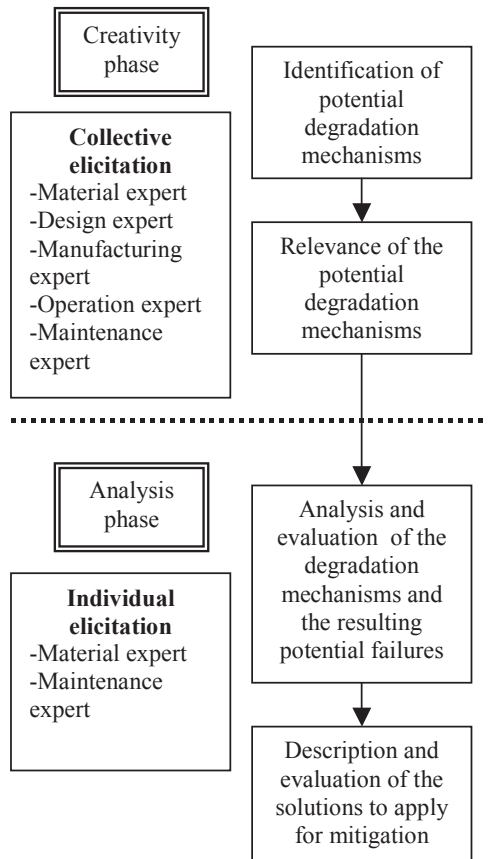 Creativity
phase
Collective
elicitation
-Material expert
-Design expert
-Manufacturing
expert
-Operation expert
-Maintenance
expert
Identification of
potential
degradation
mechanisms
Relevance of the
potential
degradation
mechanisms
Analysis
phase
Individual
elicitation
-Material expert
-Maintenance
expert
Analysis and
evaluation of the
degradation
mechanisms and
the resulting
potential failures
Description and
evaluation of the
solutions to apply
for mitigation